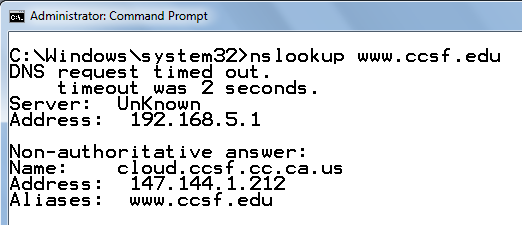 Administrator: Command Prompt
C:\Windows\system32>nslookup www.ccsf.edu
DNS request timed out.
    timeout was 2 seconds.
Server:  UnKnown
Address:  192.168.5.1

Non-authoritative answer:
Name:    cloud.ccsf.cc.ca.us
Address:  147.144.1.212
Aliases:  www.ccsf.edu